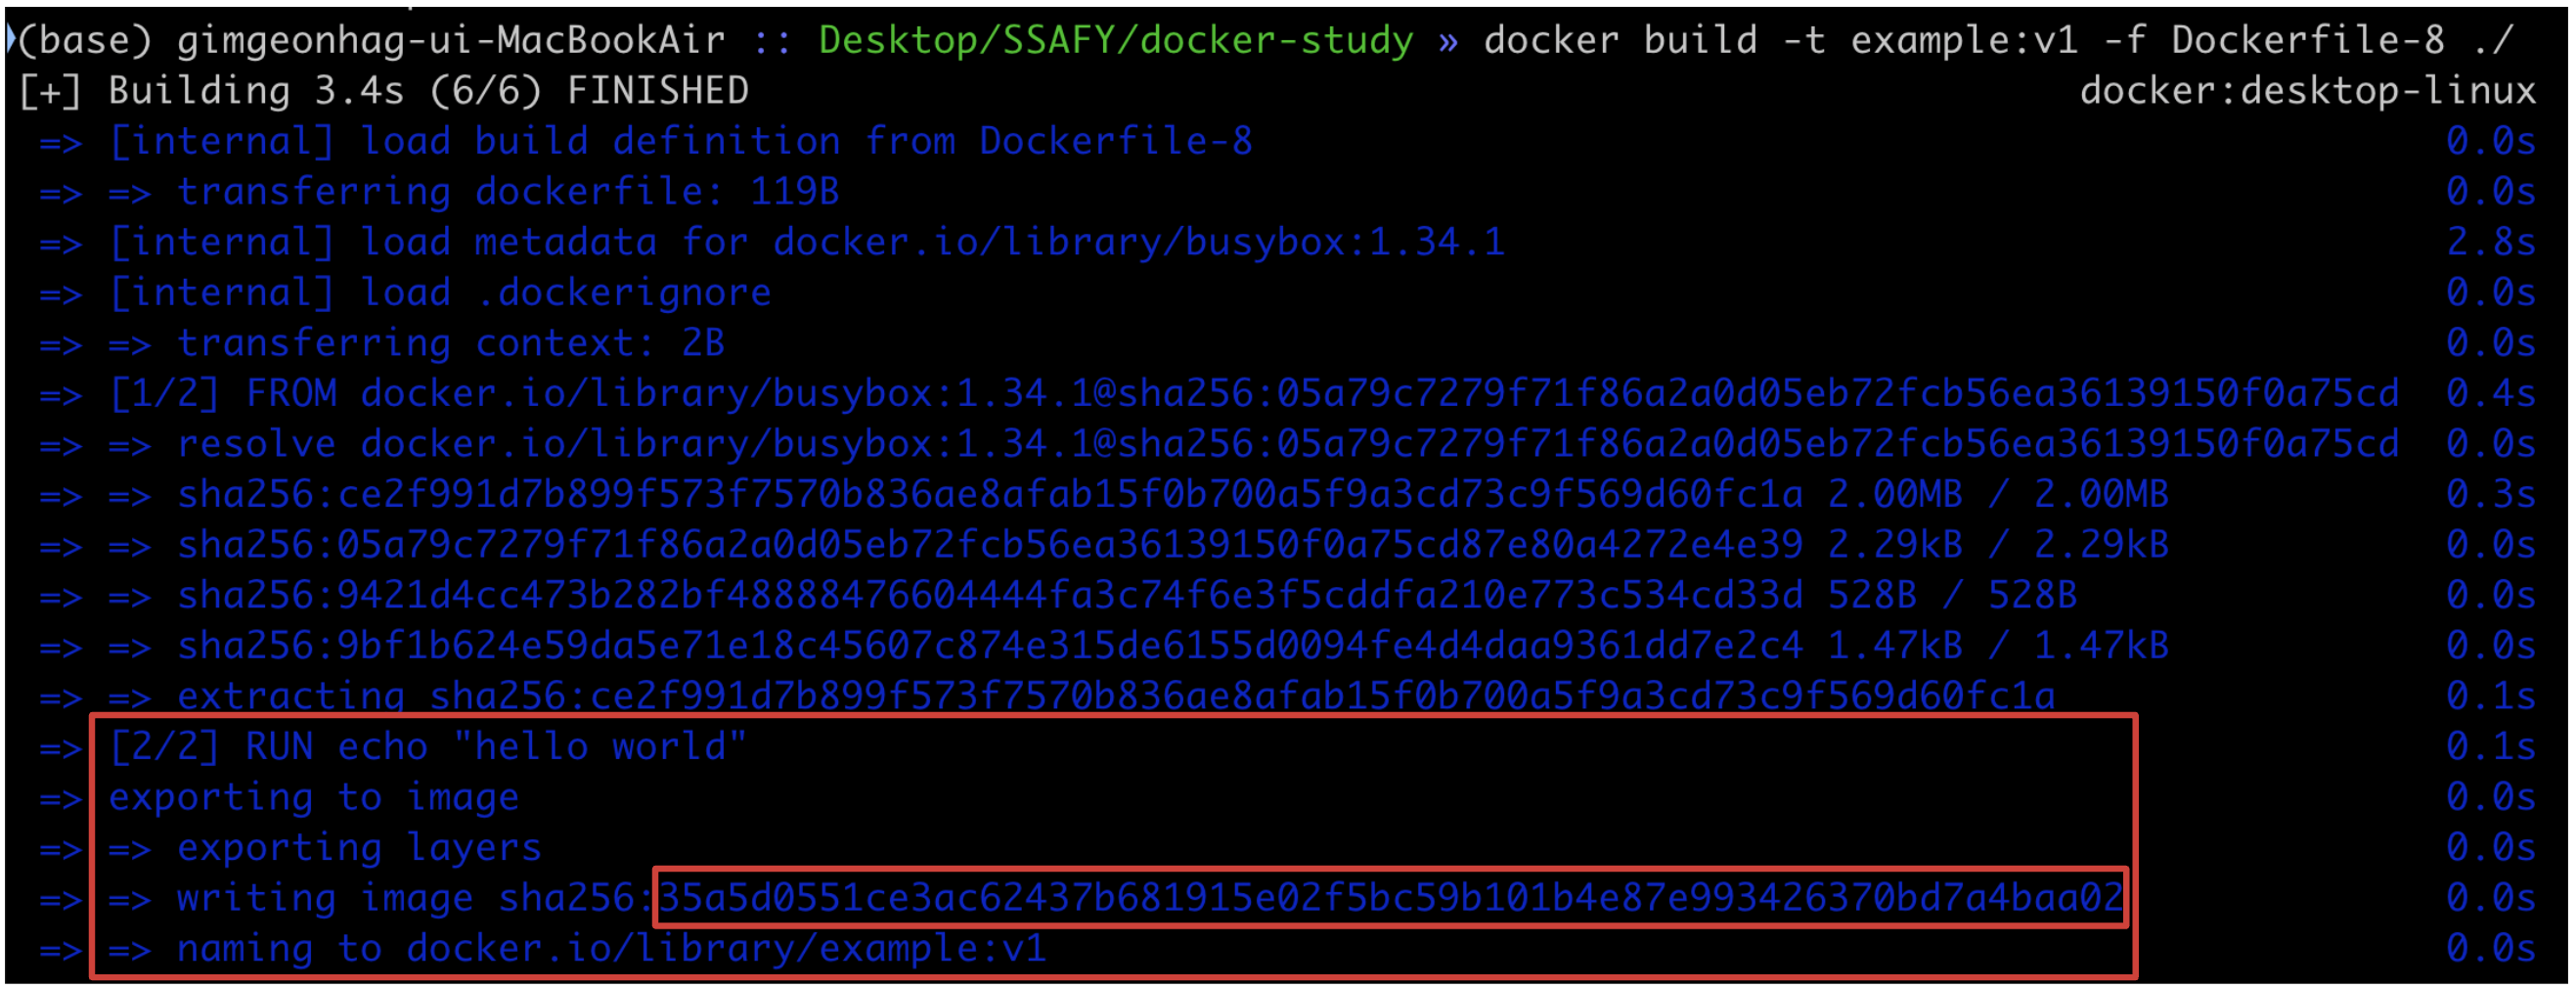 (base) gimgeonhag-ui-MacBookAir :: Desktop/SSAFY/docker-study » docker build -t example:v1 -f Dockerfile-8 ./
[+] Building 3.4s (6/6) FINISHED docker:desktop-linux
=> [internal] load build definition from Dockerfile-8 0.0s
=> => transferring dockerfile: 119B 0.0s
=> [internal] load metadata for docker.io/library/busybox:1.34.1 2.8s
=> [internal] load .dockerignore 0.0s
=> => transferring context: 2B 0.0s
=> [1/2] FROM docker.io/library/busybox:1.34.1@sha256:05a79c7279f71f86a2a0d05eb72fcb56ea36139150f0a75cd 0.4s
=> => resolve docker.io/library/busybox:1.34.1@sha256:05a79c7279f71f86a2a0d05eb72fcb56ea36139150f0a75cd 0.0s
=> => sha256:ce2f991d7b899f573f7570b836ae8afab15f0b700a5f9a3cd73c9f569d60fc1a 2.00MB / 2.00MB 0.3s
=> => sha256:05a79c7279f71f86a2a0d05eb72fcb56ea36139150f0a75cd87e80a4272e4e39 2.29kB / 2.29kB 0.0s
=> => sha256:9421d4cc473b282bf48888476604444fa3c74f6e3f5cddfa210e773c534cd33d 528B / 528B 0.0s
=> => sha256:9bf1b624e59da5e71e18c45607c874e315de6155d0094fe4d4daa9361dd7e2c4 1.47kB / 1.47kB 0.0s
=> => extracting sha256:ce2f991d7b899f573f7570b836ae8afab15f0b700a5f9a3cd73c9f569d60fc1a 0.1s
=> [2/2] RUN echo "hello world" 0.1s
=> exporting to image 0.0s
=> => exporting layers 0.0s
=> => writing image sha256:35a5d0551ce3ac62437b681915e02f5bc59b101b4e87e993426370bd7a4baa02 0.0s
=> => naming to docker.io/library/example:v1 0.0s